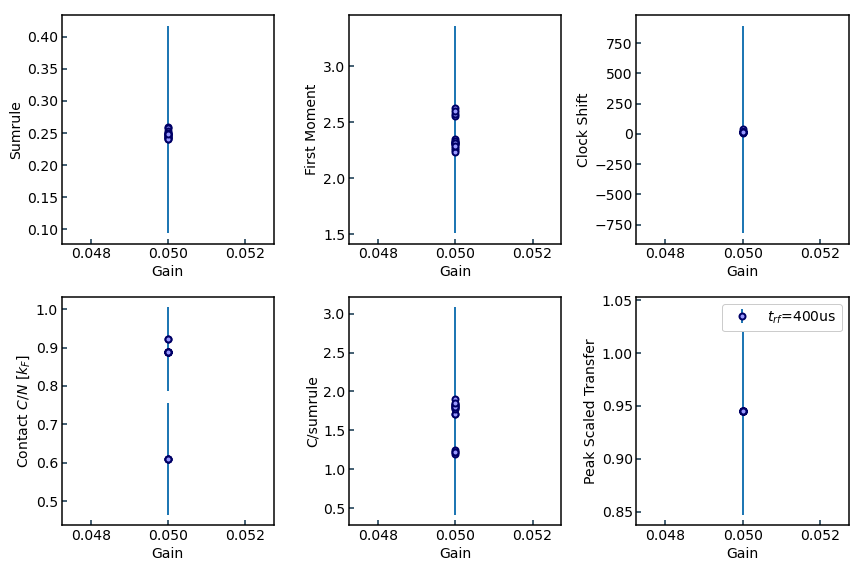 Sumrule
0.40
0.35
0.30
0.25
0.20
0.15
0.10
0.048 0.050 0.052
Gain
First Moment
3.0
2.5
2.0
1.5
0.048 0.050 0.052
Gain
Clock Shift
750
500
250
0
−250
−500
−750
0.048 0.050 0.052
Gain
Contact C/N [k_F]
1.0
0.9
0.8
0.7
0.6
0.5
0.048 0.050 0.052
Gain
C/sumrule
3.0
2.5
2.0
1.5
1.0
0.5
0.048 0.050 0.052
Gain
Peak Scaled Transfer
1.05
1.00
0.95
0.90
0.85
t_rf=400us
0.048 0.050 0.052
Gain